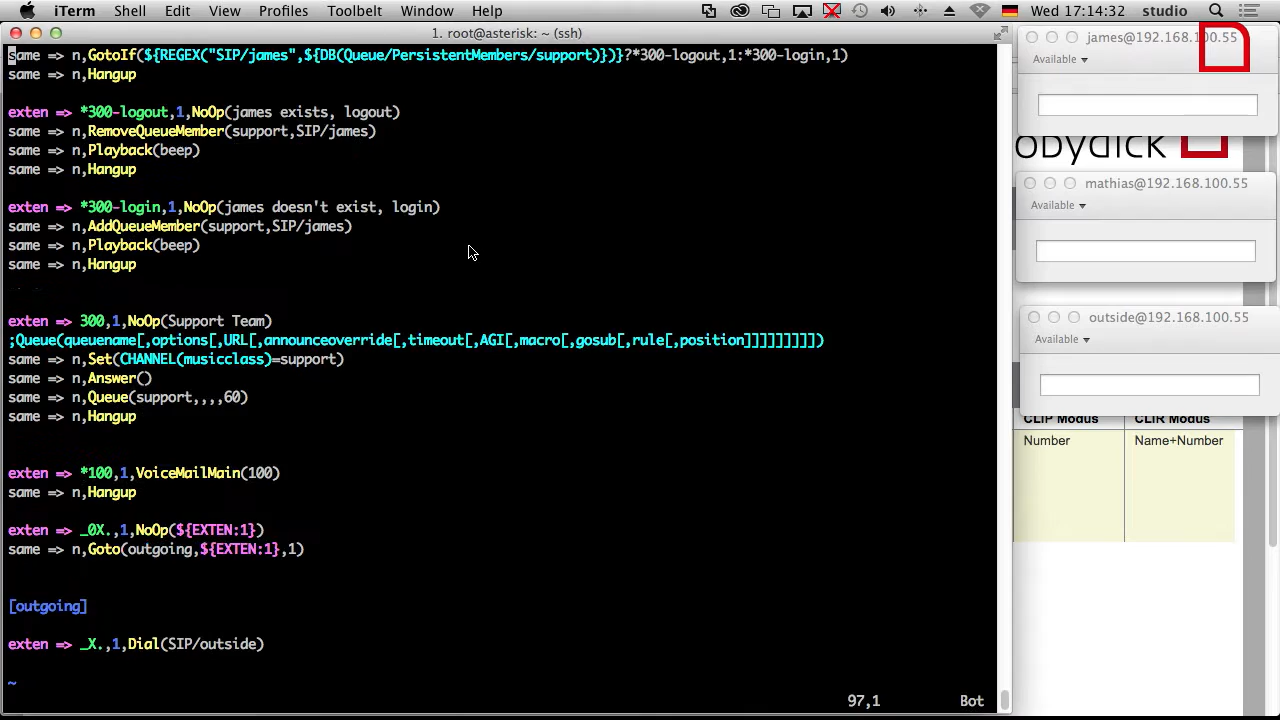 iTerm Shell Edit View Profiles Toolbelt Window Help Wed 17:14:32 studio
1. root@asterisk: ~ (ssh)
same => n,GotoIf(${REGEX("SIP/james",${DB(Queue/PersistentMembers/support)})}?*300-logout,1:*300-login,1)
same => n,Hangup
exten => *300-logout,1,NoOp(james exists, logout)
same => n,RemoveQueueMember(support,SIP/james)
same => n,Playback(beep)
same => n,Hangup
exten => *300-login,1,NoOp(james doesn't exist, login)
same => n,AddQueueMember(support,SIP/james)
same => n,Playback(beep)
same => n,Hangup
exten => 300,1,NoOp(Support Team)
;Queue(queuename[,options[,URL[,announceoverride[,timeout[,AGI[,macro[,gosub[,rule[,position]]]]]]]]])
same => n,Set(CHANNEL(musicclass)=support)
same => n,Answer()
same => n,Queue(support,,,,60)
same => n,Hangup
exten => *100,1,VoiceMailMain(100)
same => n,Hangup
exten => _0X.,1,NoOp(${EXTEN:1})
same => n,Goto(outgoing,${EXTEN:1},1)
[outgoing]
exten => _X.,1,Dial(SIP/outside)
~
97,1 Bot
james@192.168.100.55
Available
obydick
mathias@192.168.100.55
Available
outside@192.168.100.55
Available
CLIP Modus CLIR Modus
Number Name+Number